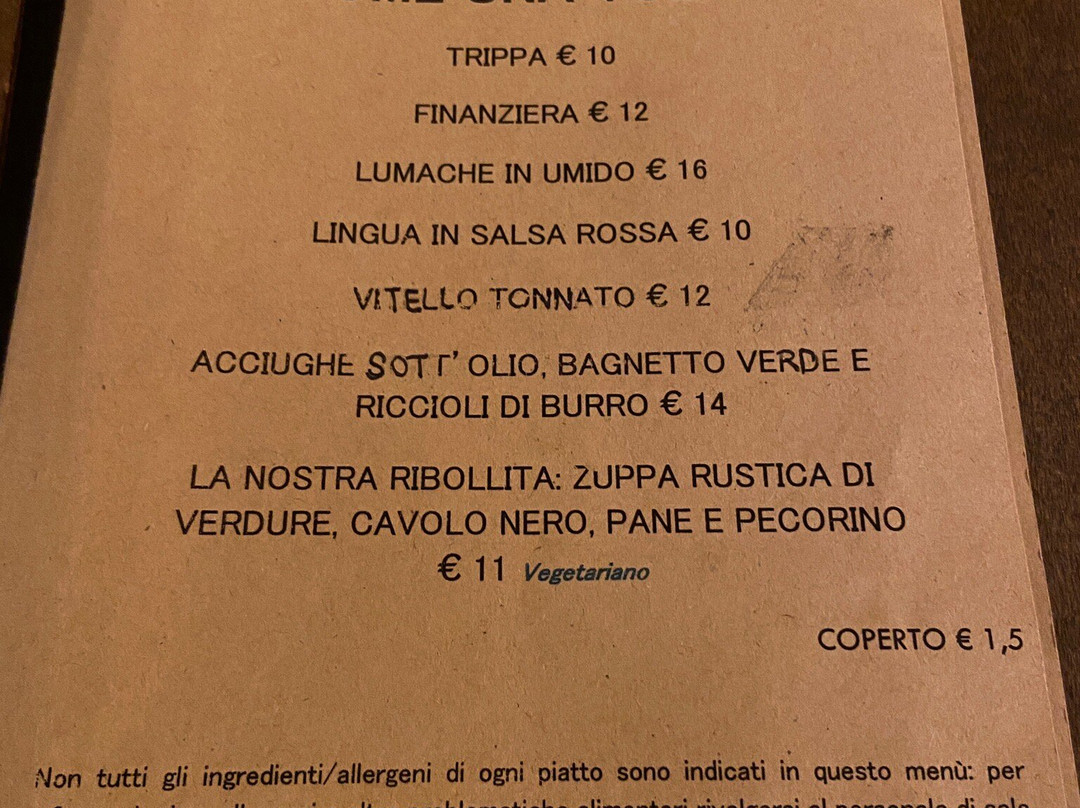 TRIPPA € 10
FINANZIERA € 12
LUMACHE IN UMIDO € 16
LINGUA IN SALSA ROSSA € 10
VITELLO TONNATO € 12
ACCIUGHE SOTT' OLIO, BAGNETTO VERDE E
RICCIOLI DI BURRO € 14
LA NOSTRA RIBOLLITA: ZUPPA RUSTICA DI
VERDURE, CAVOLO NERO, PANE E PECORINO
€ 11 Vegetariano
COPERTO € 1,5
Non tutti gli ingredienti/allergeni di ogni piatto sono indicati in questo menù: per